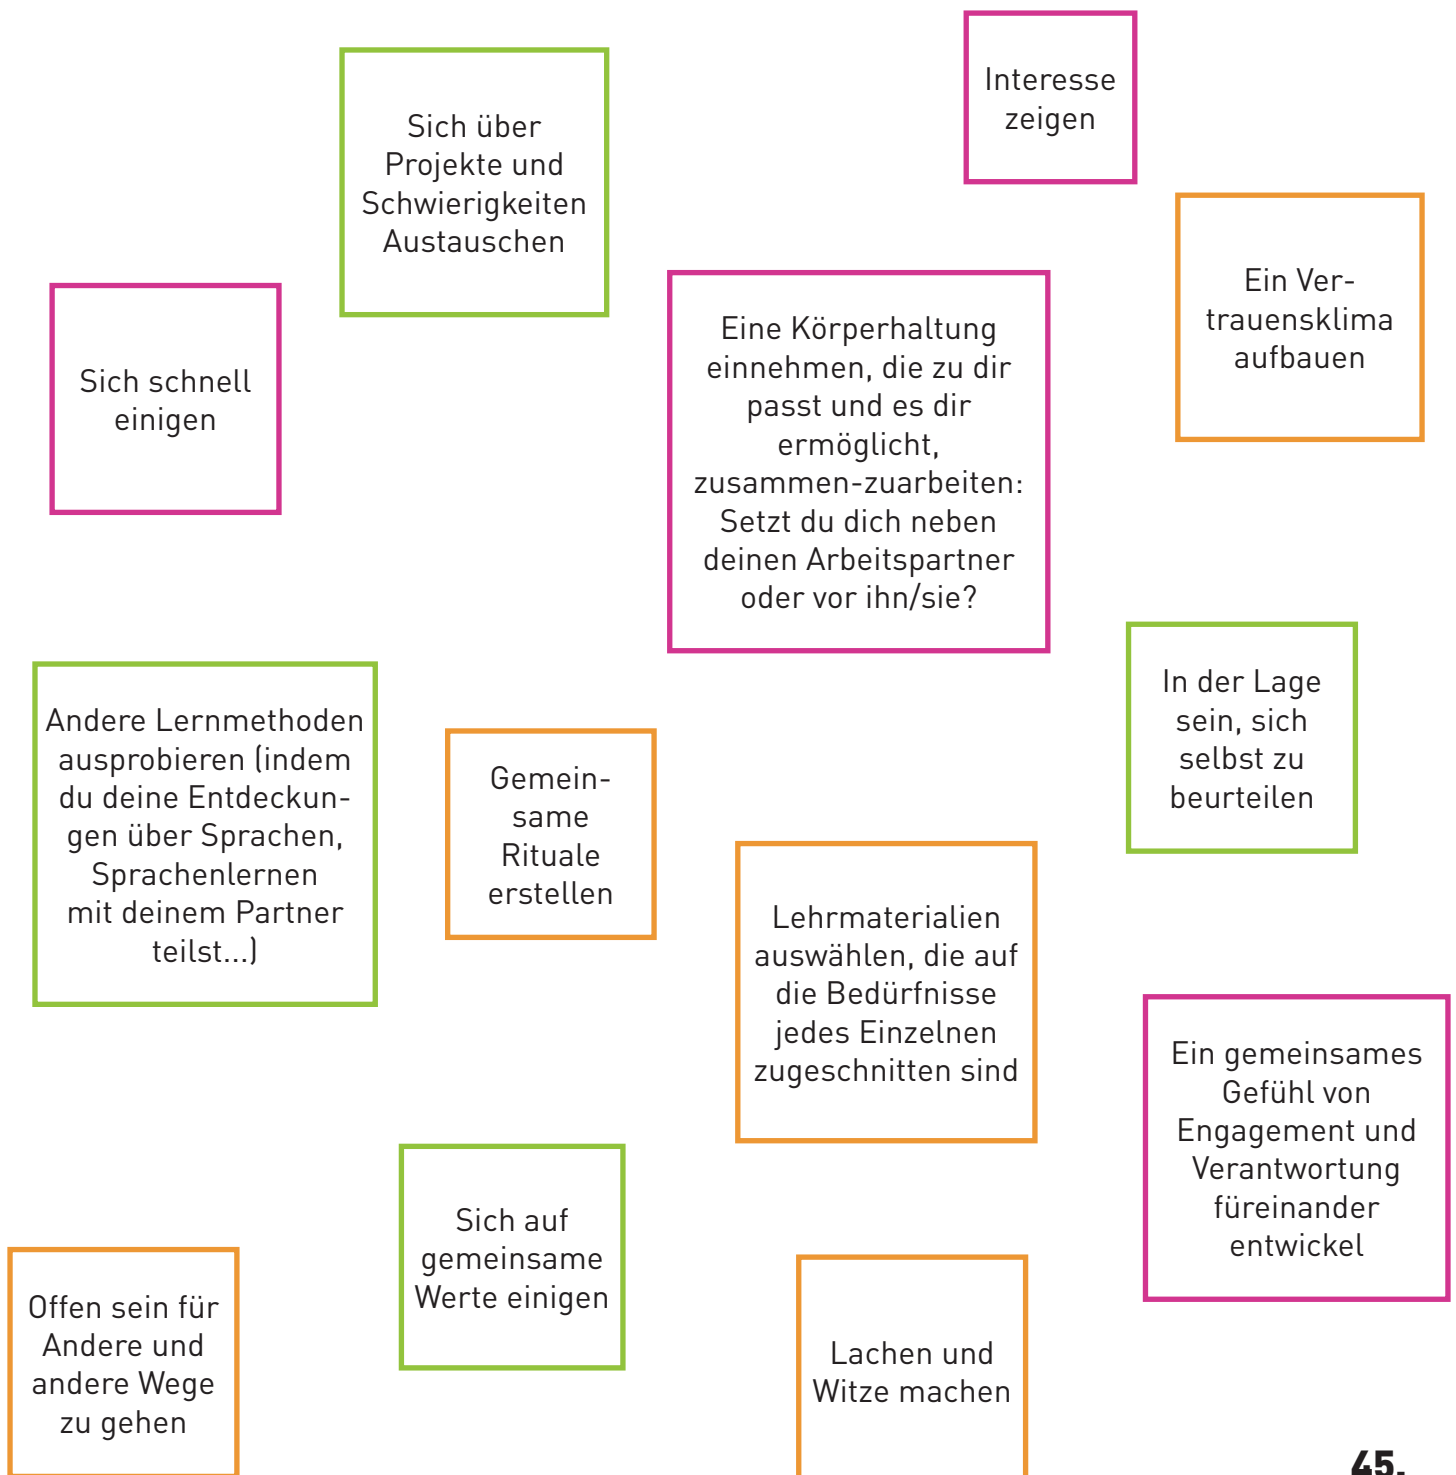 Interesse
zeigen
Sich über
Projekte und
Schwierigkeiten
Austauschen
Ein Ver-
trauensklima
aufbauen
Sich schnell
einigen
Eine Körperhaltung
einnehmen, die zu dir
passt und es dir
ermöglicht,
zusammen-zuarbeiten:
Setzt du dich neben
deinen Arbeitspartner
oder vor ihn/sie?
In der Lage
sein, sich
selbst zu
beurteilen
Andere Lernmethoden
ausprobieren (indem
du deine Entdeckun-
gen über Sprachen,
Sprachenlernen
mit deinem Partner
teilst...)
Gemein-
same
Rituale
erstellen
Lehrmaterialien
auswählen, die auf
die Bedürfnisse
jedes Einzelnen
zugeschnitten sind
Ein gemeinsames
Gefühl von
Engagement und
Verantwortung
füreinander
entwickel
Sich auf
gemeinsame
Werte einigen
Offen sein für
Andere und
andere Wege
zu gehen
Lachen und
Witze machen
45.